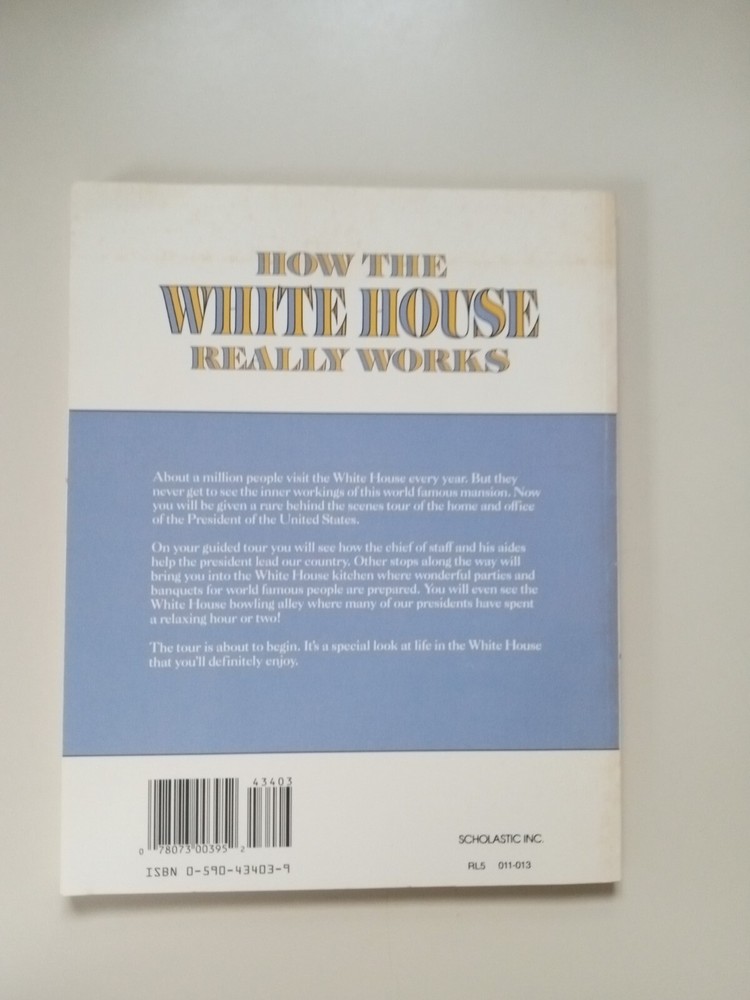 HOW THE
WHITE HOUSE
REALLY WORKS
About a million people visit the White House every year. But they
never get to see the inner workings of this world famous mansion. Now
you will be given a rare behind the scenes tour of the home and office
of the President of the United States.
On your guided tour you will see how the chief of staff and his aides
help the president lead our country. Other stops along the way will
bring you into the White House kitchen where wonderful parties and
banquets for world famous people are prepared. You will even see the
White House bowling alley where many of our presidents have spent
a relaxing hour or two!
The tour is about to begin. It's a special look at life in the White House
that you'll definitely enjoy.
43403
0 78073 00395 2
ISBN 0-590-43403-9
SCHOLASTIC INC.
RL5 011-013